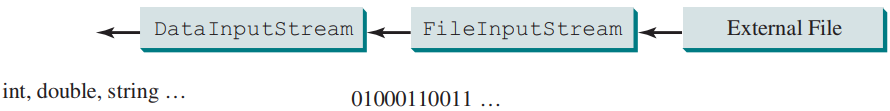 DataInputStream FileInputStream External File
int, double, string …
01000110011 …